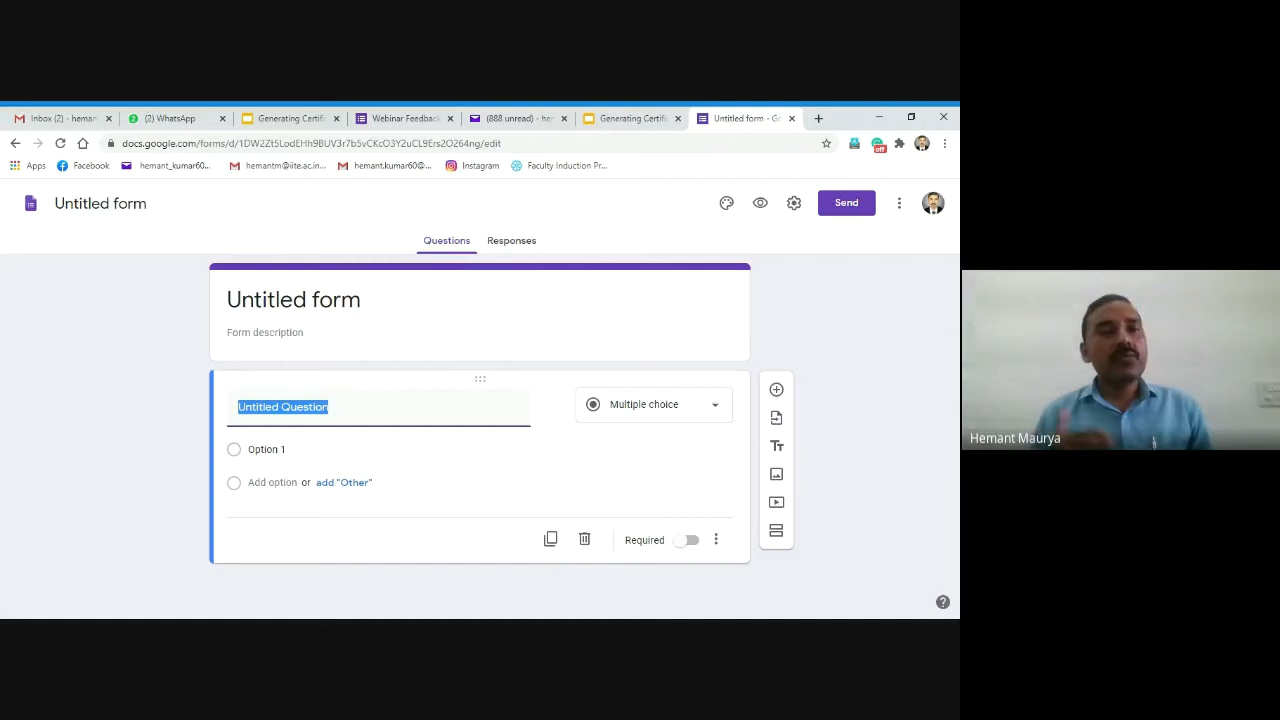 Inbox (2) - heman
(2) WhatsApp
Generating Certifi
Webinar Feedback
(888 unread) - he
Generating Certifi
Untitled form - Go
docs.google.com/forms/d/1DW2Zt5LodEHh9BUV3r7b5vCKcO3Y2uCL9Ers2O264ng/edit
Apps
Facebook
hemant_kumar60...
hemantm@iite.ac.in...
hemant.kumar60@...
Instagram
Faculty Induction Pr...
off
Untitled form
Send
Questions
Responses
Untitled form
Form description
Untitled Question
Multiple choice
Option 1
Add option or add "Other"
Required
Hemant Maurya